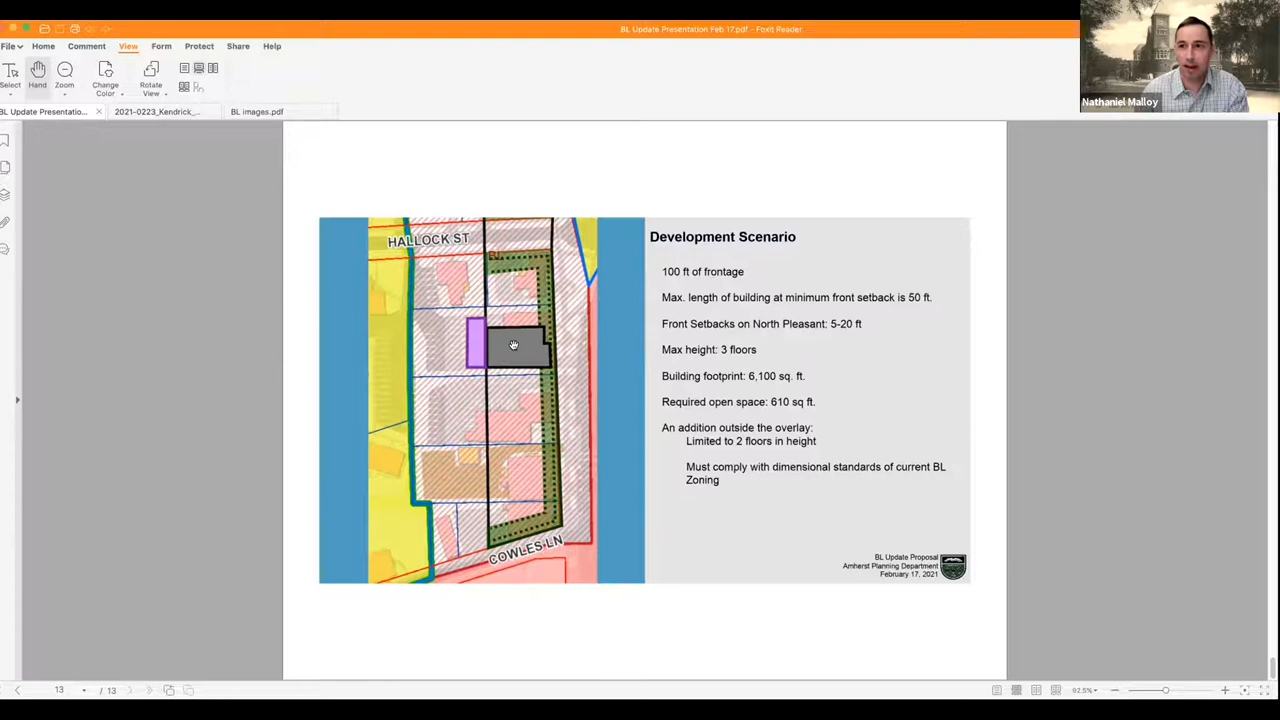 BL Update Presentation Feb 17.pdf - Foxit Reader
File Home Comment View Form Protect Share Help
Select Hand Zoom Change Color Rotate View
BL Update Presentatio... × 2021-0223_Kendrick_... BL images.pdf
Nathaniel Malloy
HALLOCK ST
COWLES LN
Development Scenario
100 ft of frontage
Max. length of building at minimum front setback is 50 ft.
Front Setbacks on North Pleasant: 5-20 ft
Max height: 3 floors
Building footprint: 6,100 sq. ft.
Required open space: 610 sq ft.
An addition outside the overlay:
Limited to 2 floors in height
Must comply with dimensional standards of current BL
Zoning
BL Update Proposal
Amherst Planning Department
February 17, 2021
13 / 13
92.5%